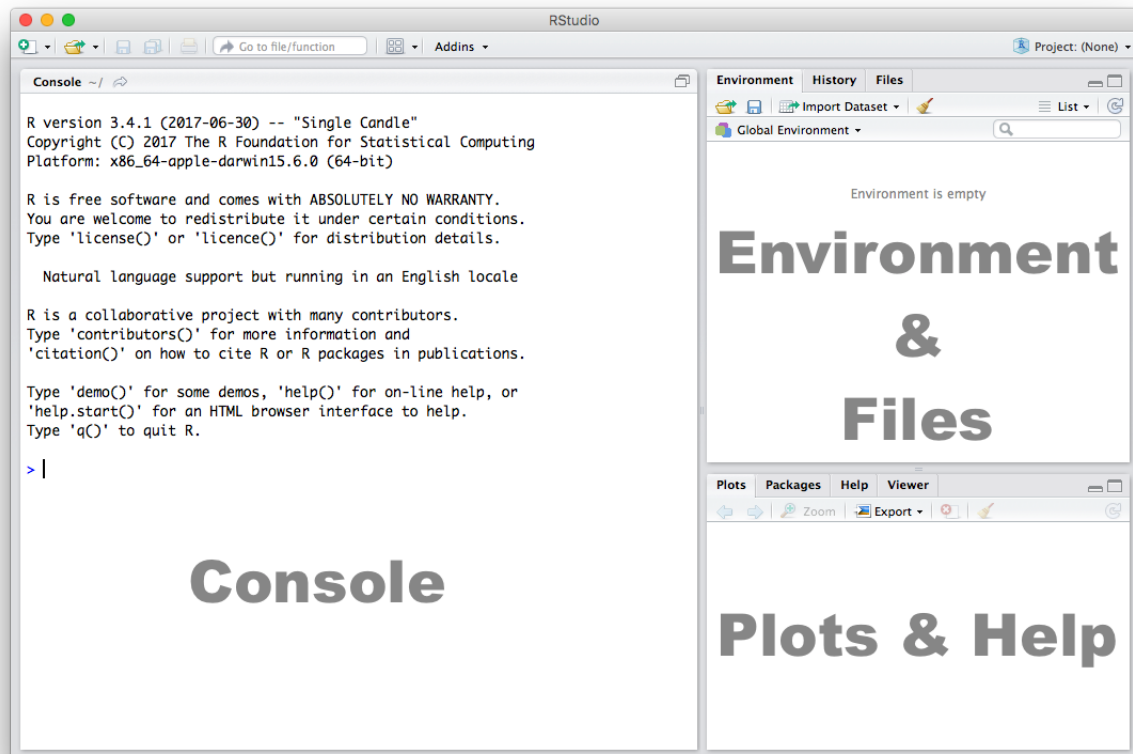 RStudio
Go to file/function
Addins
Project: (None)
Console ~/
R version 3.4.1 (2017-06-30) -- "Single Candle"
Copyright (C) 2017 The R Foundation for Statistical Computing
Platform: x86_64-apple-darwin15.6.0 (64-bit)
R is free software and comes with ABSOLUTELY NO WARRANTY.
You are welcome to redistribute it under certain conditions.
Type 'license()' or 'licence()' for distribution details.
Natural language support but running in an English locale
R is a collaborative project with many contributors.
Type 'contributors()' for more information and
'citation()' on how to cite R or R packages in publications.
Type 'demo()' for some demos, 'help()' for on-line help, or
'help.start()' for an HTML browser interface to help.
Type 'q()' to quit R.
>
Console
Environment History Files
Import Dataset List
Global Environment
Environment is empty
Environment
&
Files
Plots Packages Help Viewer
Zoom Export
Plots & Help